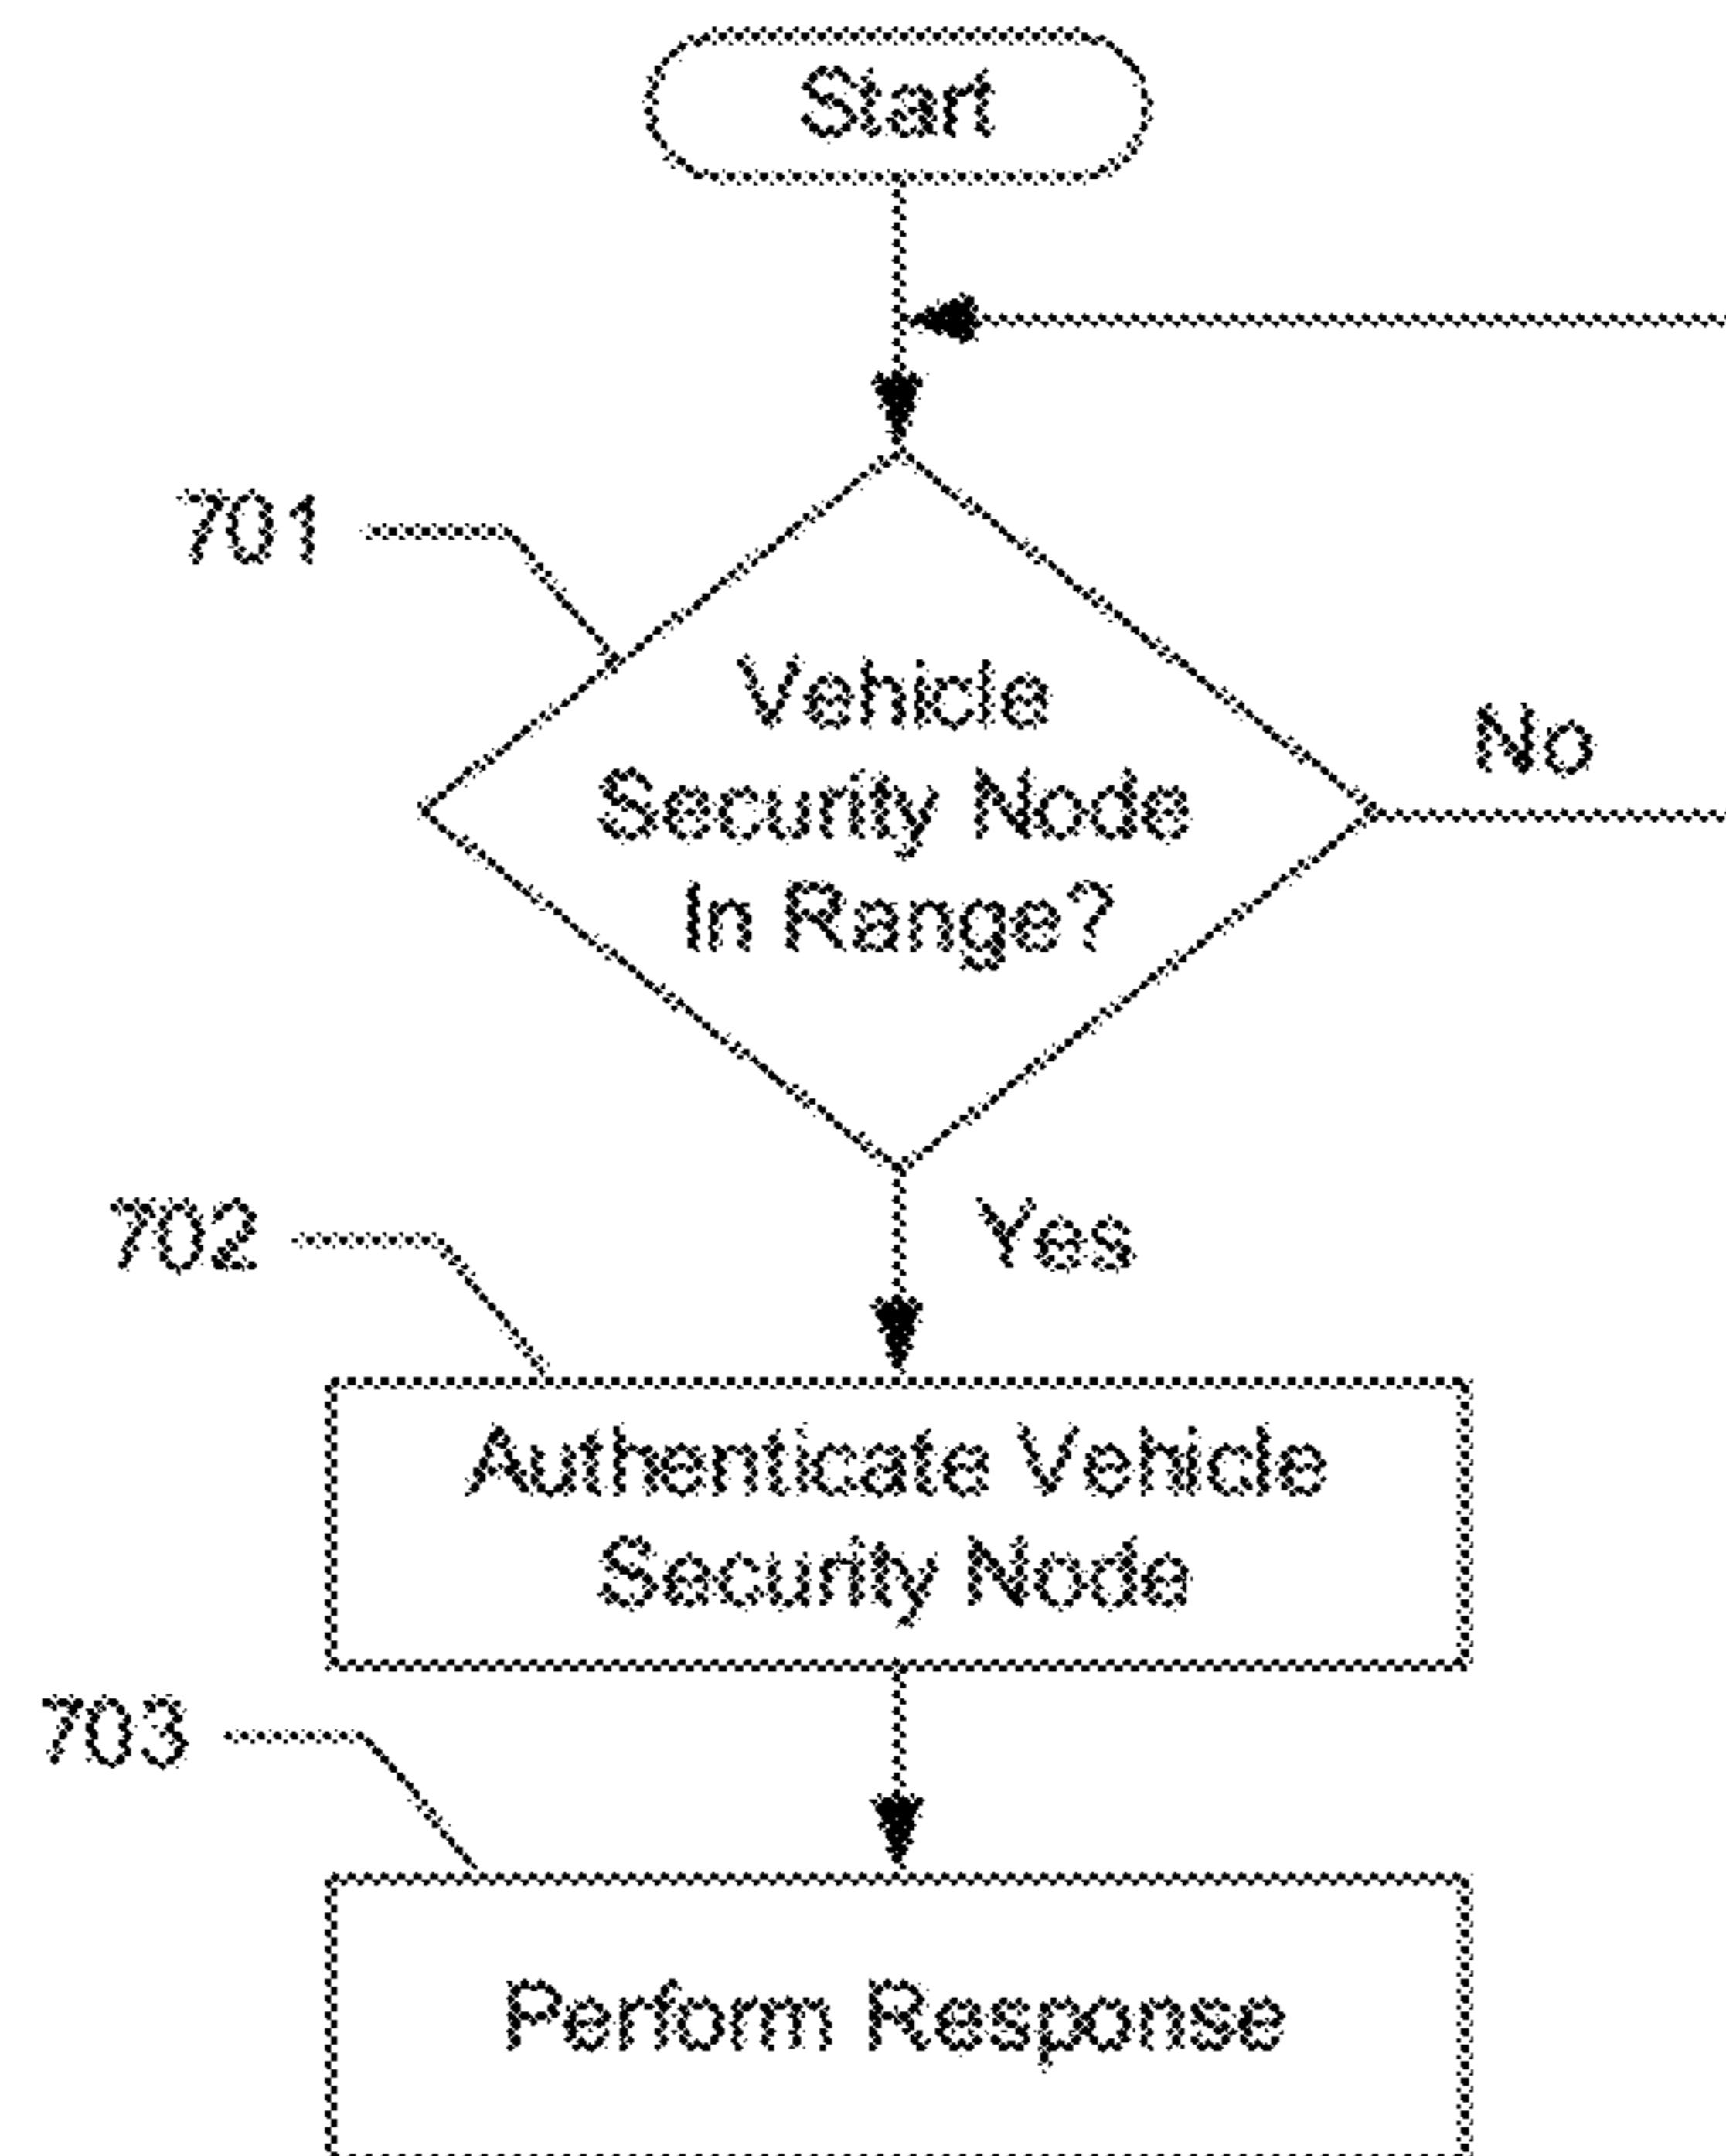 Start
701
Vehicle
Security Node
In Range?
No
702
Yes
Authenticate Vehicle
Security Node
703
Perform Response